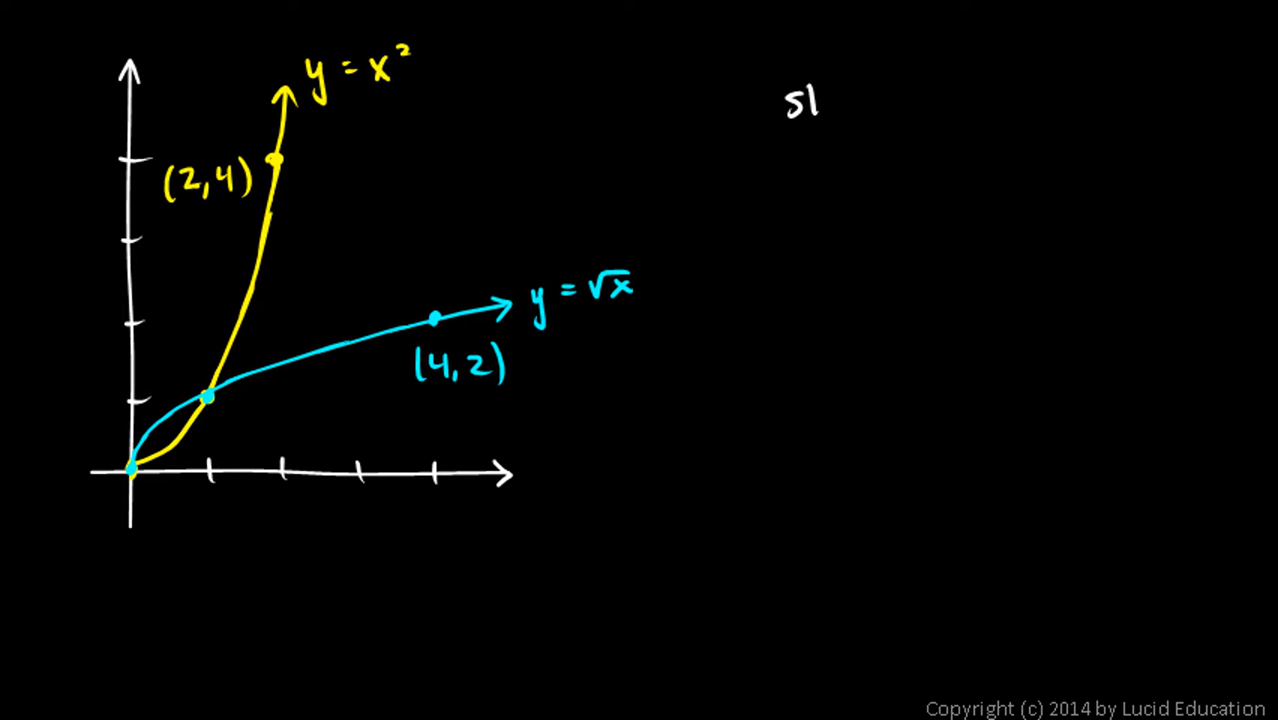 y = x²
(2,4)
sl
y = √x
(4,2)
Copyright (c) 2014 by Lucid Education